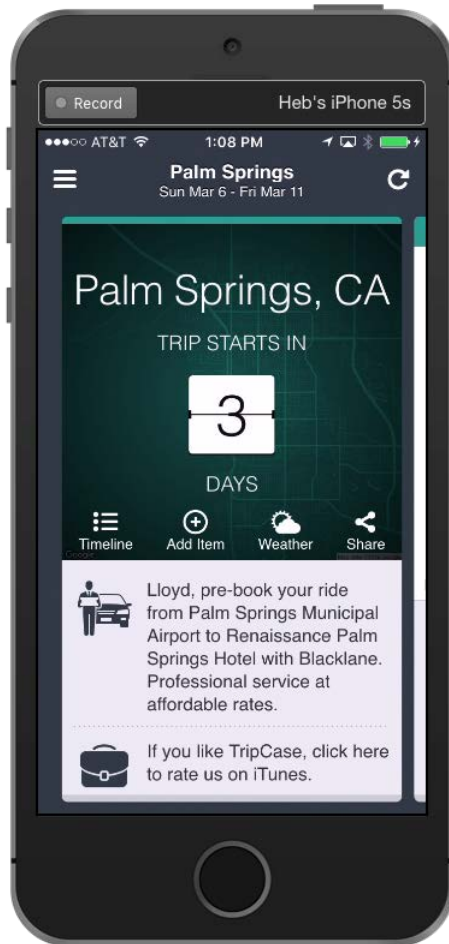 Record
Heb's iPhone 5s
AT&T
1:08 PM
Palm Springs
Sun Mar 6 - Fri Mar 11
Palm Springs, CA
TRIP STARTS IN
3
DAYS
Timeline
Add Item
Weather
Share
Google
Lloyd, pre-book your ride
from Palm Springs Municipal
Airport to Renaissance Palm
Springs Hotel with Blacklane.
Professional service at
affordable rates.
If you like TripCase, click here
to rate us on iTunes.